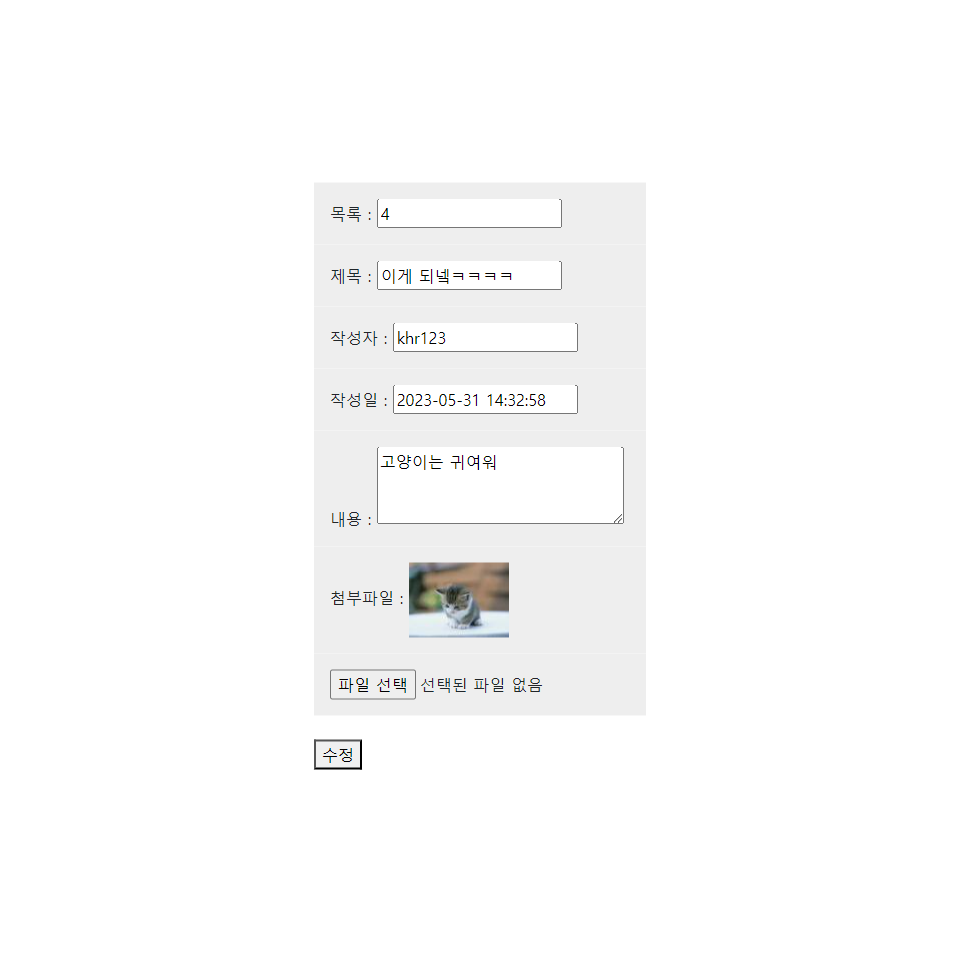 목록 : 4
제목 : 이게 되넼ㅋㅋㅋㅋ
작성자 : khr123
작성일 : 2023-05-31 14:32:58
고양이는 귀여워
내용 :
첨부파일 :
파일 선택 선택된 파일 없음
수정